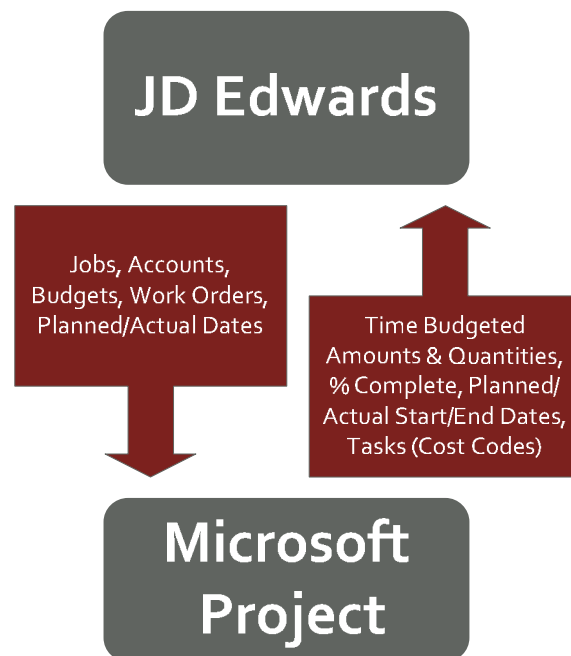 JD Edwards
Jobs, Accounts,
Budgets, Work Orders,
Planned/Actual Dates
Time Budgeted
Amounts & Quantities,
% Complete, Planned/
Actual Start/End Dates,
Tasks (Cost Codes)
Microsoft
Project